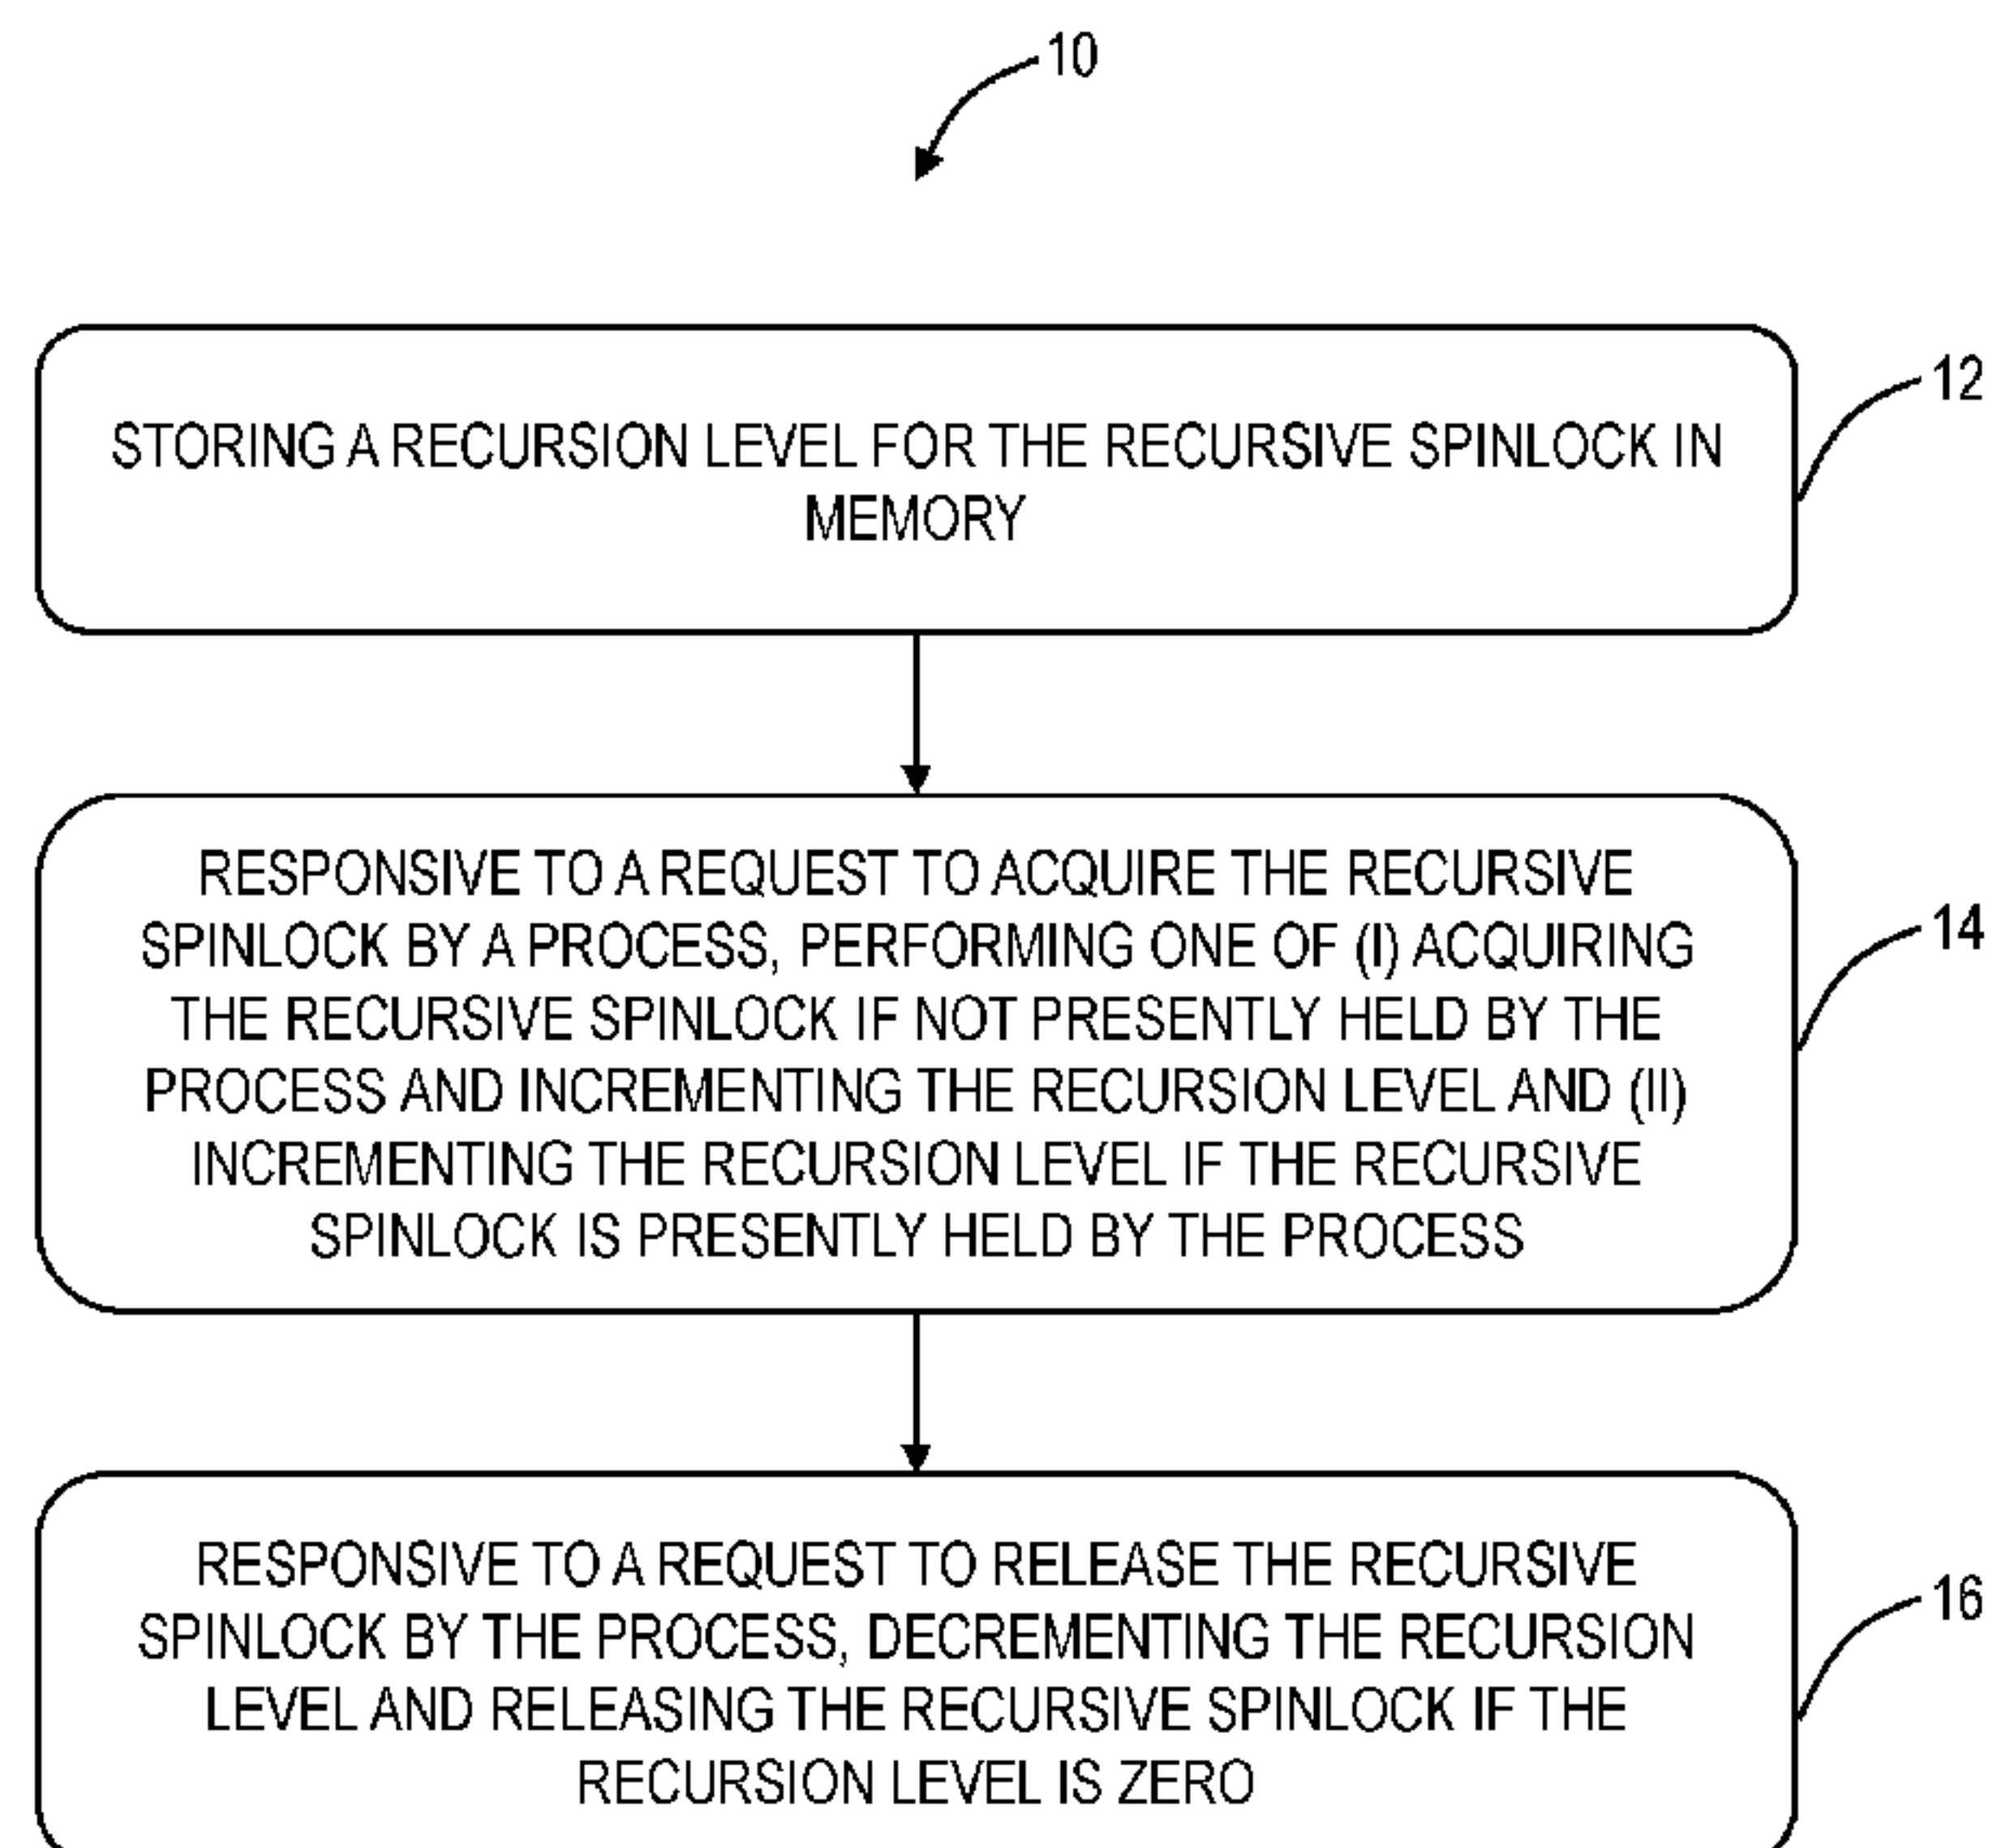 10
12
STORING A RECURSION LEVEL FOR THE RECURSIVE SPINLOCK IN
MEMORY
14
RESPONSIVE TO A REQUEST TO ACQUIRE THE RECURSIVE
SPINLOCK BY A PROCESS, PERFORMING ONE OF (I) ACQUIRING
THE RECURSIVE SPINLOCK IF NOT PRESENTLY HELD BY THE
PROCESS AND INCREMENTING THE RECURSION LEVEL AND (II)
INCREMENTING THE RECURSION LEVEL IF THE RECURSIVE
SPINLOCK IS PRESENTLY HELD BY THE PROCESS
16
RESPONSIVE TO A REQUEST TO RELEASE THE RECURSIVE
SPINLOCK BY THE PROCESS, DECREMENTING THE RECURSION
LEVEL AND RELEASING THE RECURSIVE SPINLOCK IF THE
RECURSION LEVEL IS ZERO